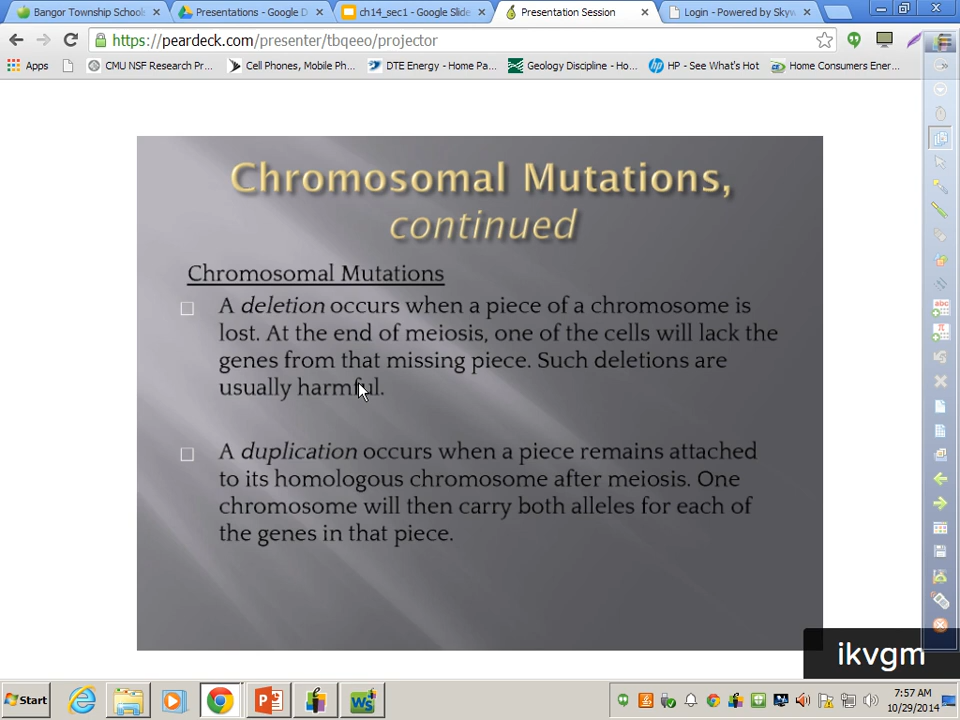 Bangor Township Schools
Presentations - Google D
ch14_sec1 - Google Slide
Presentation Session
Login - Powered by Skyw
https://peardeck.com/presenter/tbqeeo/projector
Apps
CMU NSF Research Pr...
Cell Phones, Mobile Ph...
DTE Energy - Home Pa...
Geology Discipline - Ho...
HP - See What's Hot
Home Consumers Ener...
Chromosomal Mutations,
continued
Chromosomal Mutations
A deletion occurs when a piece of a chromosome is
lost. At the end of meiosis, one of the cells will lack the
genes from that missing piece. Such deletions are
usually harmful.
A duplication occurs when a piece remains attached
to its homologous chromosome after meiosis. One
chromosome will then carry both alleles for each of
the genes in that piece.
ikvgm
Start
7:57 AM
10/29/2014